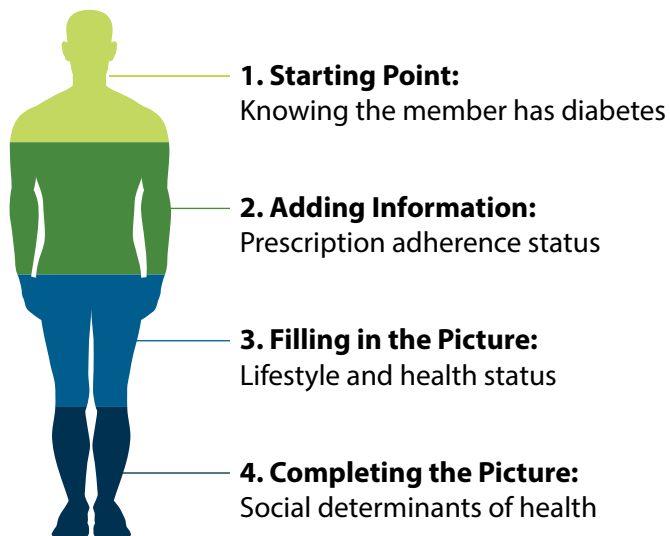 1. Starting Point:
Knowing the member has diabetes
2. Adding Information:
Prescription adherence status
3. Filling in the Picture:
Lifestyle and health status
4. Completing the Picture:
Social determinants of health